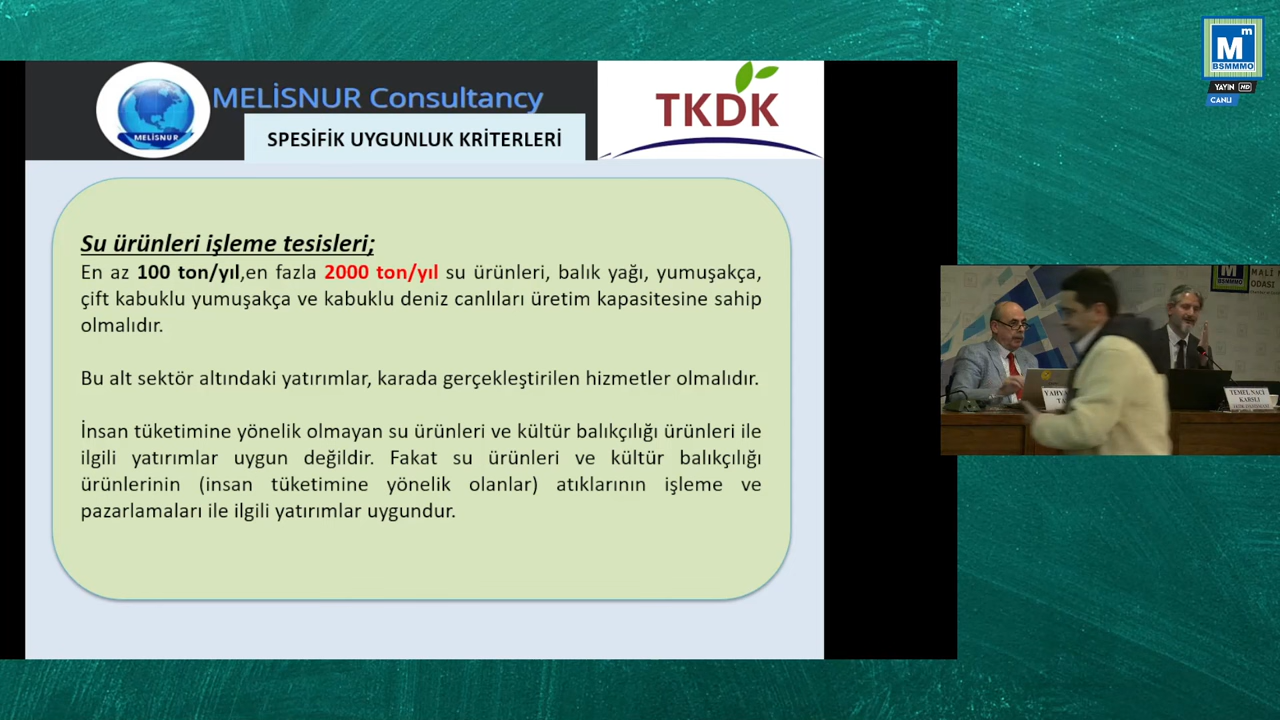 MELİSNUR Consultancy
MELİSNUR
SPESİFİK UYGUNLUK KRİTERLERİ
TKDK
Su ürünleri işleme tesisleri;
En az 100 ton/yıl,en fazla 2000 ton/yıl su ürünleri, balık yağı, yumuşakça,
çift kabuklu yumuşakça ve kabuklu deniz canlıları üretim kapasitesine sahip
olmalıdır.
Bu alt sektör altındaki yatırımlar, karada gerçekleştirilen hizmetler olmalıdır.
İnsan tüketimine yönelik olmayan su ürünleri ve kültür balıkçılığı ürünleri ile
ilgili yatırımlar uygun değildir. Fakat su ürünleri ve kültür balıkçılığı
ürünlerinin (insan tüketimine yönelik olanlar) atıklarının işleme ve
pazarlamaları ile ilgili yatırımlar uygundur.
Mm
BSMMMO
YAYIN HD
CANLI
BSMMMO
MALİ
ODASI
TEMEL NACİ
KARSLI